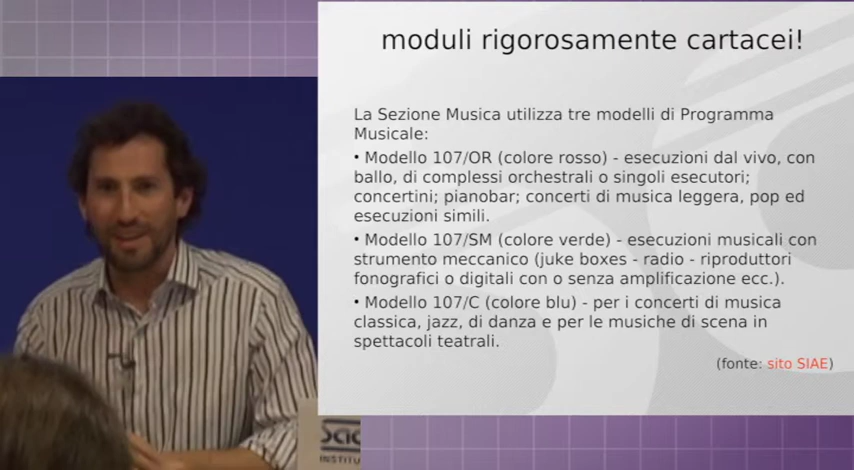 moduli rigorosamente cartacei!
La Sezione Musica utilizza tre modelli di Programma
Musicale:
• Modello 107/OR (colore rosso) - esecuzioni dal vivo, con
ballo, di complessi orchestrali o singoli esecutori;
concertini; pianobar; concerti di musica leggera, pop ed
esecuzioni simili.
• Modello 107/SM (colore verde) - esecuzioni musicali con
strumento meccanico (juke boxes - radio - riproduttori
fonografici o digitali con o senza amplificazione ecc.).
• Modello 107/C (colore blu) - per i concerti di musica
classica, jazz, di danza e per le musiche di scena in
spettacoli teatrali.
(fonte: sito SIAE)